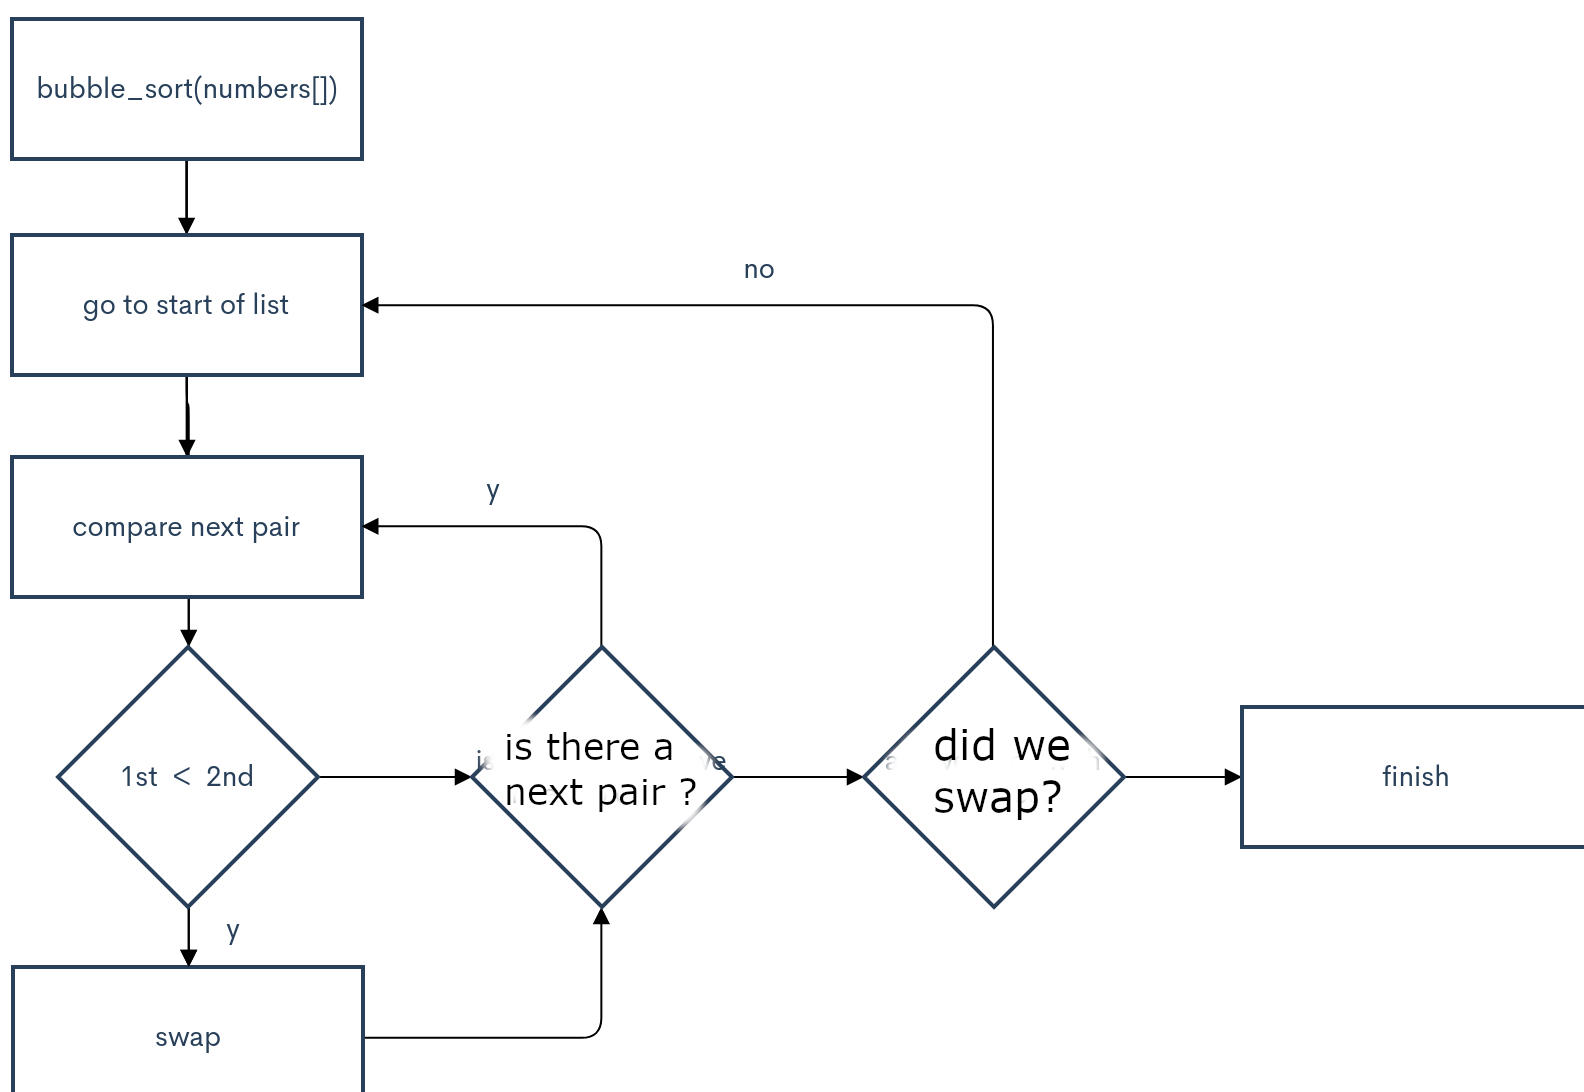 bubble_sort(numbers[])
go to start of list
no
compare next pair
y
1st < 2nd
is there a
next pair ?
did we
swap?
finish
y
swap